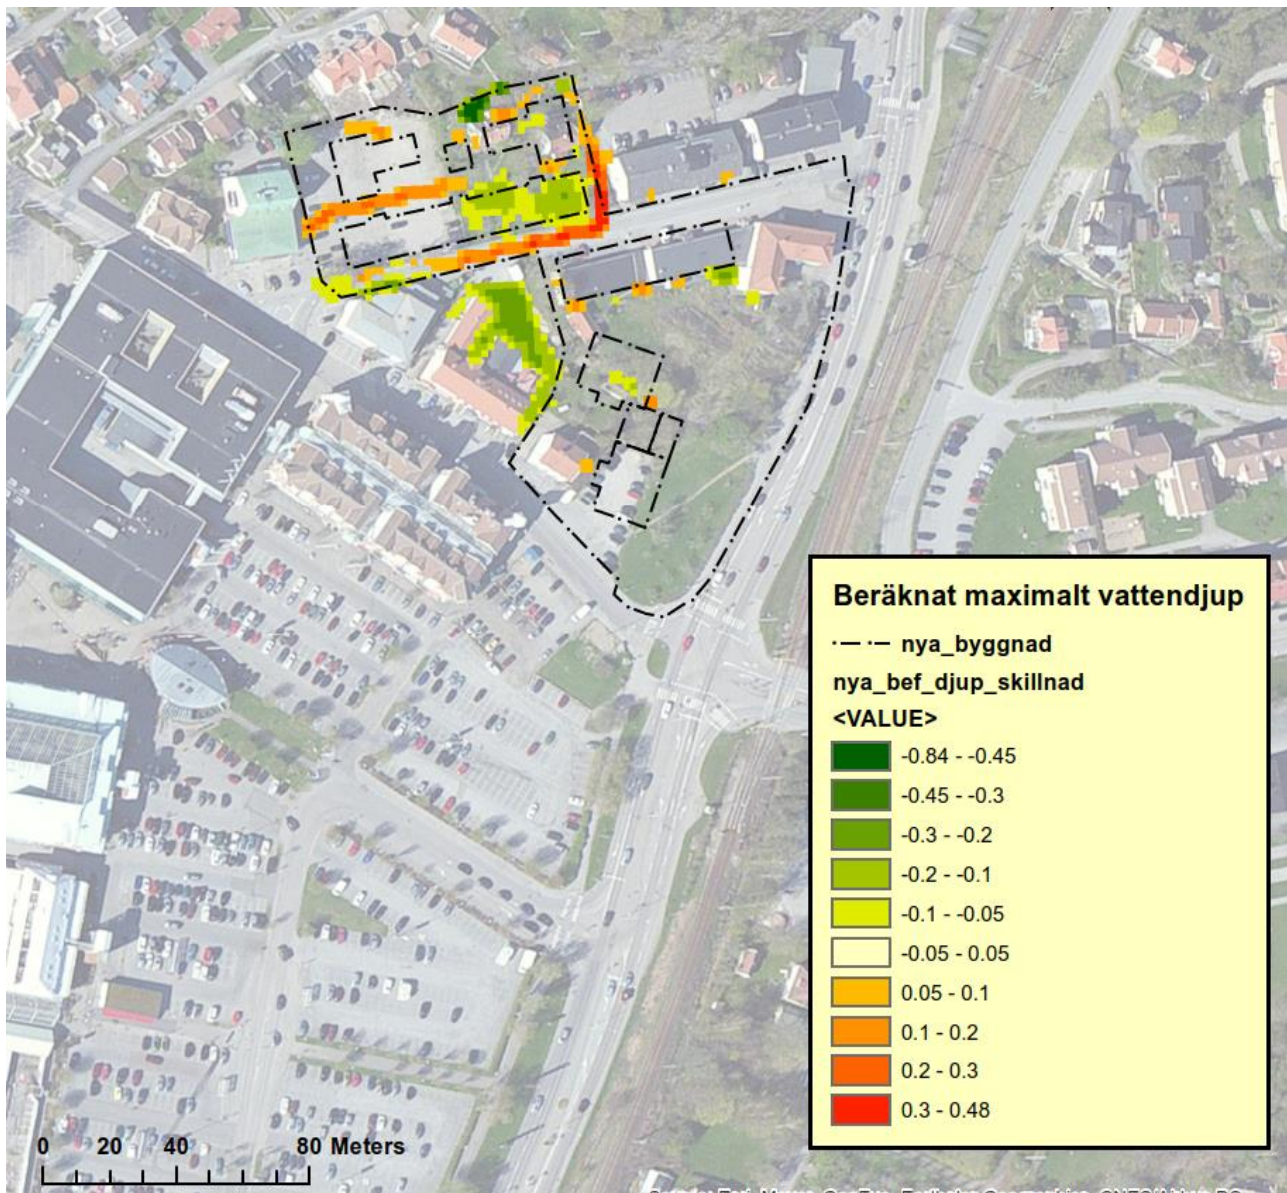 Beräknat maximalt vattendjup
nya_byggnad
nya_bef_djup_skillnad
<VALUE>
-0.84 - -0.45
-0.45 - -0.3
-0.3 - -0.2
-0.2 - -0.1
-0.1 - -0.05
-0.05 - 0.05
0.05 - 0.1
0.1 - 0.2
0.2 - 0.3
0.3 - 0.48
0 20 40 80 Meters